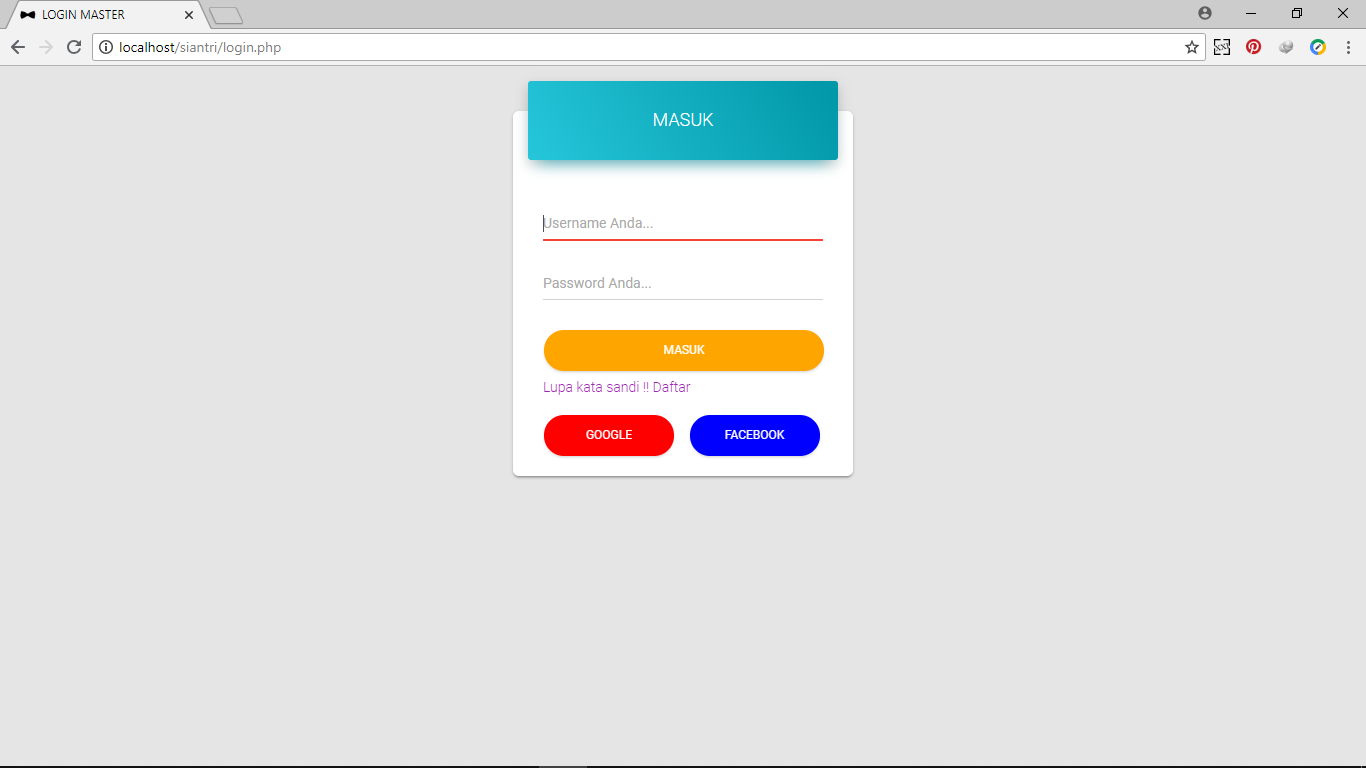 LOGIN MASTER
localhost/siantri/login.php
MASUK
Username Anda...
Password Anda...
MASUK
Lupa kata sandi !! Daftar
GOOGLE FACEBOOK